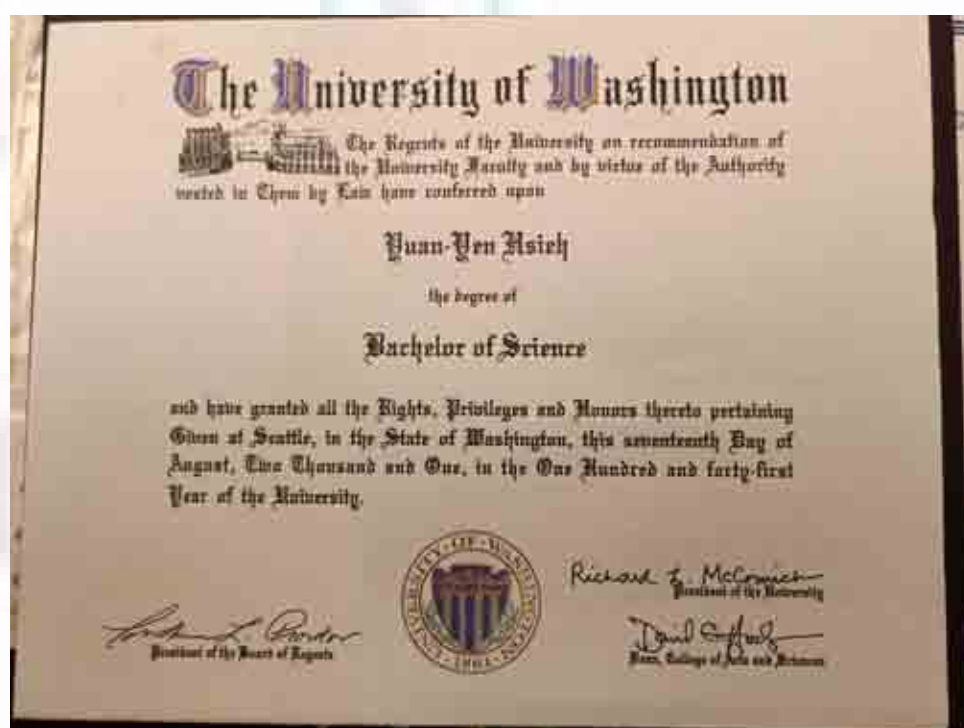 The University of Washington
The Regents of the University on recommendation of
the University Faculty and by virtue of the Authority
vested in Them by Law have conferred upon
Yuan-Yen Hsieh
the degree of
Bachelor of Science
and have granted all the Rights, Privileges and Honors thereto pertaining
Given at Seattle, in the State of Washington, this seventeenth Day of
August, Two Thousand and One, in the One Hundred and forty-first
Year of the University.
UNIVERSITY OF WASHINGTON
1861
Richard L. McCormick
President of the University
President of the Board of Regents
Dean, College of Arts and Sciences